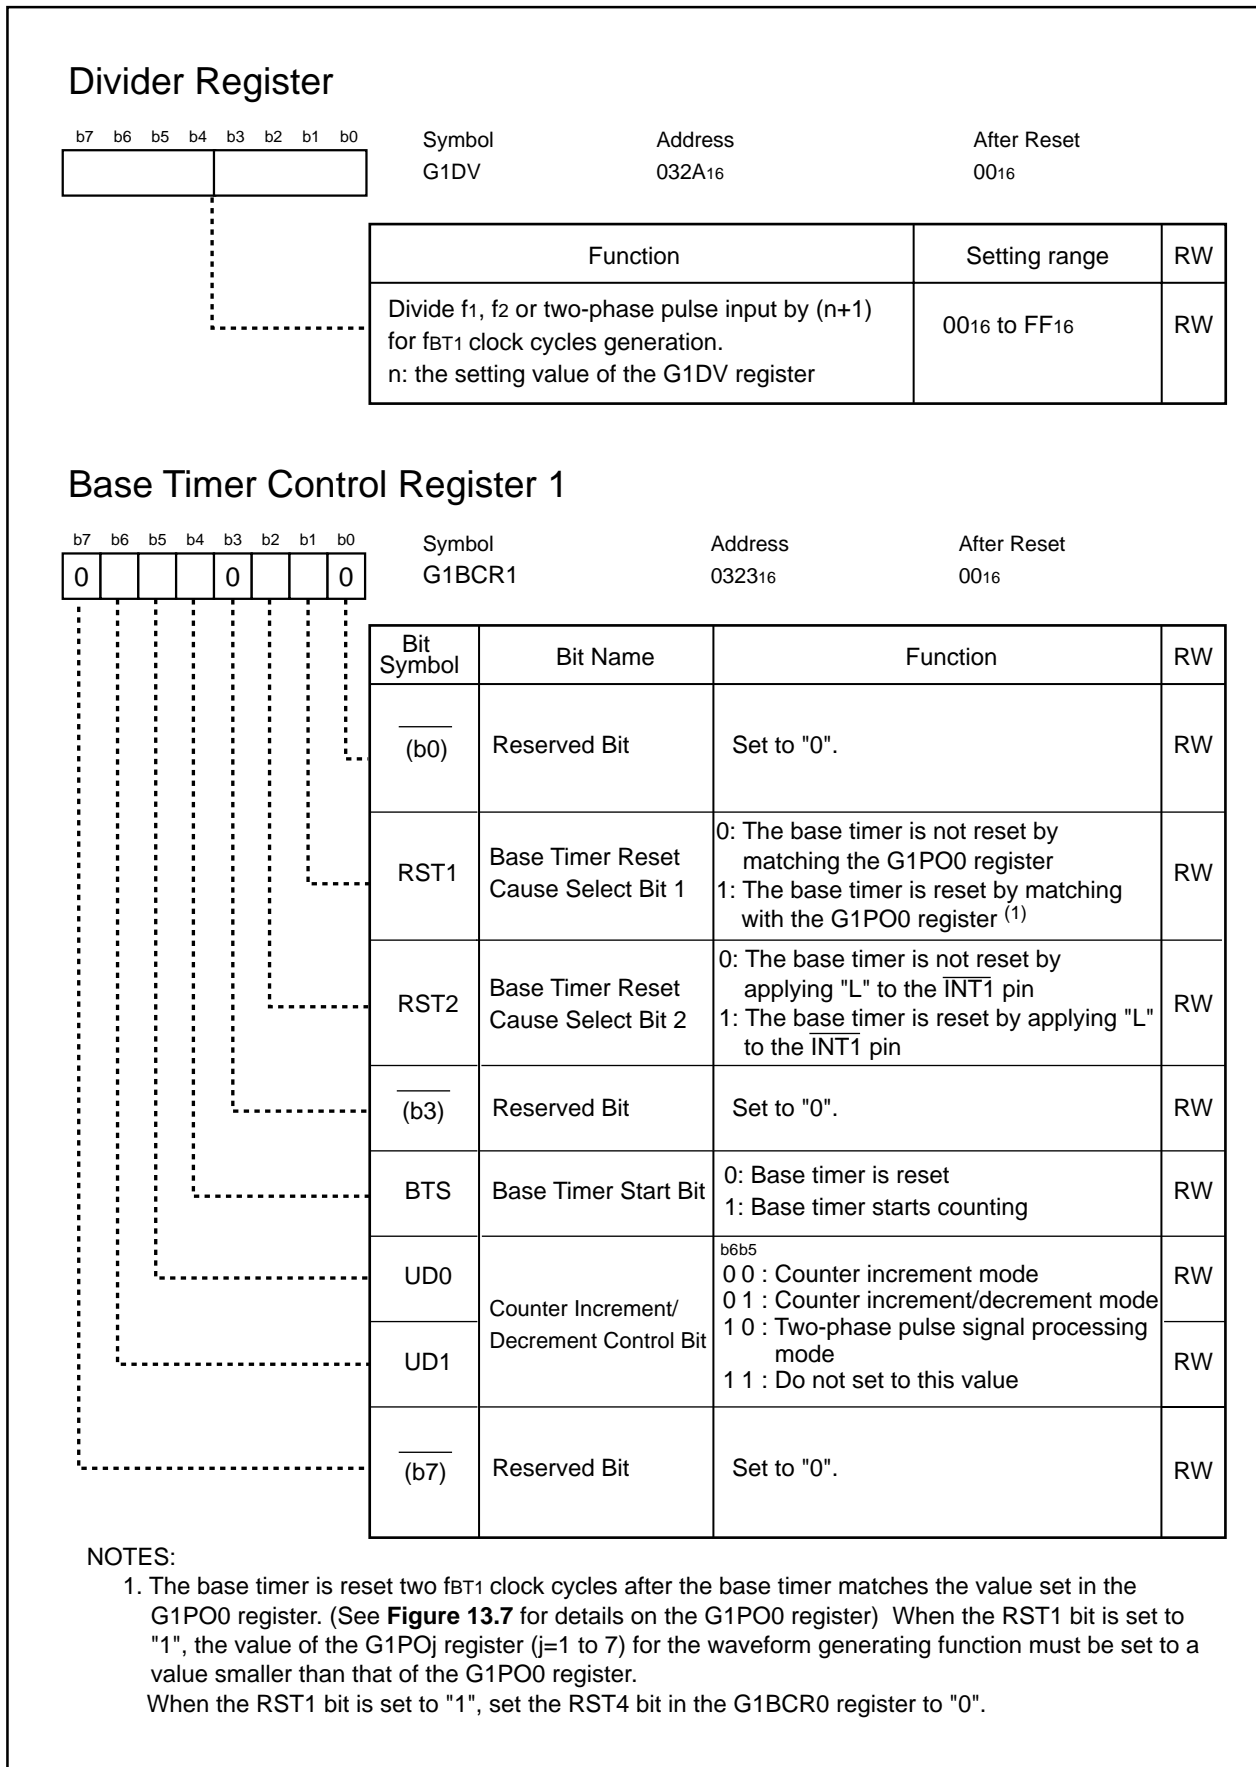 Divider Register
b7 b6 b5 b4 b3 b2 b1 b0
Symbol Address After Reset
G1DV 032A16 0016
Function Setting range RW
Divide f1, f2 or two-phase pulse input by (n+1)
for fBT1 clock cycles generation.
n: the setting value of the G1DV register
0016 to FF16 RW
Base Timer Control Register 1
b7 b6 b5 b4 b3 b2 b1 b0
0 0 0
Symbol Address After Reset
G1BCR1 032316 0016
Bit
Symbol
Bit Name Function RW
(b0) Reserved Bit Set to "0". RW
RST1
Base Timer Reset
Cause Select Bit 1
0: The base timer is not reset by
matching the G1PO0 register
1: The base timer is reset by matching
with the G1PO0 register (1)
RW
RST2
Base Timer Reset
Cause Select Bit 2
0: The base timer is not reset by
applying "L" to the INT1 pin
1: The base timer is reset by applying "L"
to the INT1 pin
RW
(b3) Reserved Bit Set to "0". RW
BTS Base Timer Start Bit
0: Base timer is reset
1: Base timer starts counting
RW
UD0
UD1
Counter Increment/
Decrement Control Bit
b6b5
0 0 : Counter increment mode
0 1 : Counter increment/decrement mode
1 0 : Two-phase pulse signal processing
mode
1 1 : Do not set to this value
RW
RW
(b7) Reserved Bit Set to "0". RW
NOTES:
1. The base timer is reset two fBT1 clock cycles after the base timer matches the value set in the
G1PO0 register. (See Figure 13.7 for details on the G1PO0 register) When the RST1 bit is set to
"1", the value of the G1POj register (j=1 to 7) for the waveform generating function must be set to a
value smaller than that of the G1PO0 register.
When the RST1 bit is set to "1", set the RST4 bit in the G1BCR0 register to "0".